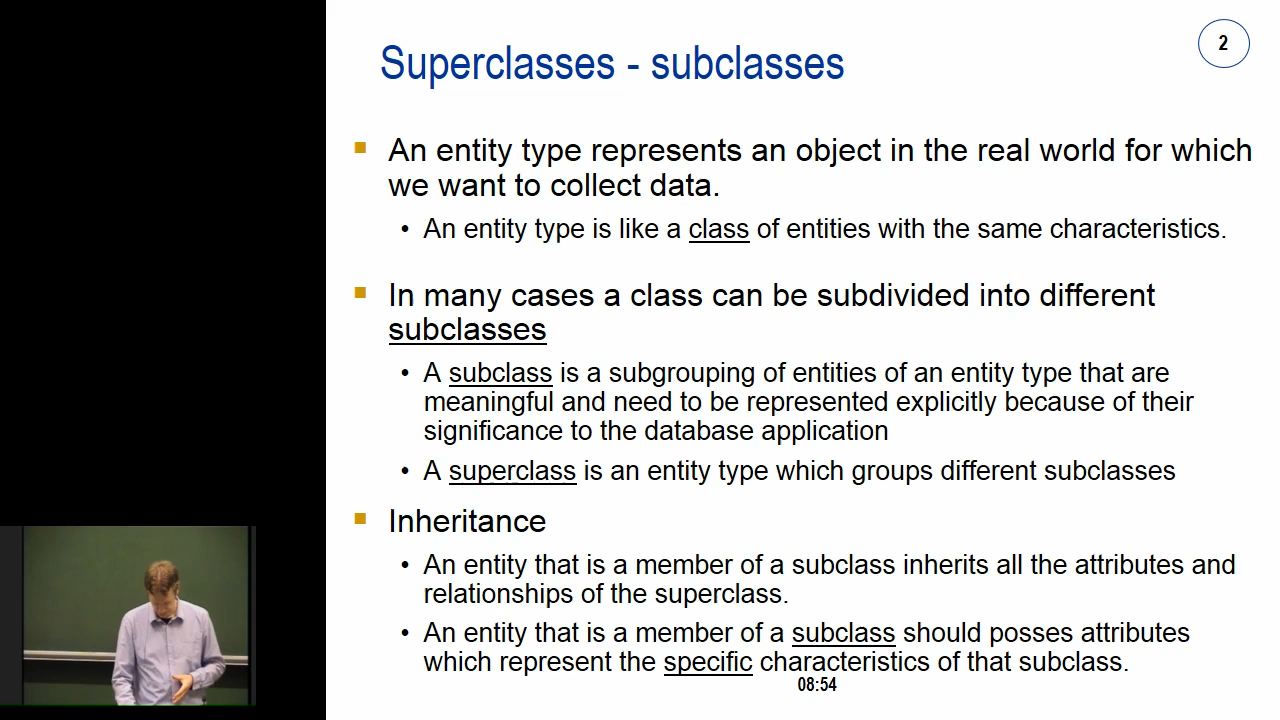 2
Superclasses - subclasses
An entity type represents an object in the real world for which
we want to collect data.
• An entity type is like a class of entities with the same characteristics.
In many cases a class can be subdivided into different
subclasses
• A subclass is a subgrouping of entities of an entity type that are
meaningful and need to be represented explicitly because of their
significance to the database application
• A superclass is an entity type which groups different subclasses
Inheritance
• An entity that is a member of a subclass inherits all the attributes and
relationships of the superclass.
• An entity that is a member of a subclass should posses attributes
which represent the specific characteristics of that subclass.
08:54